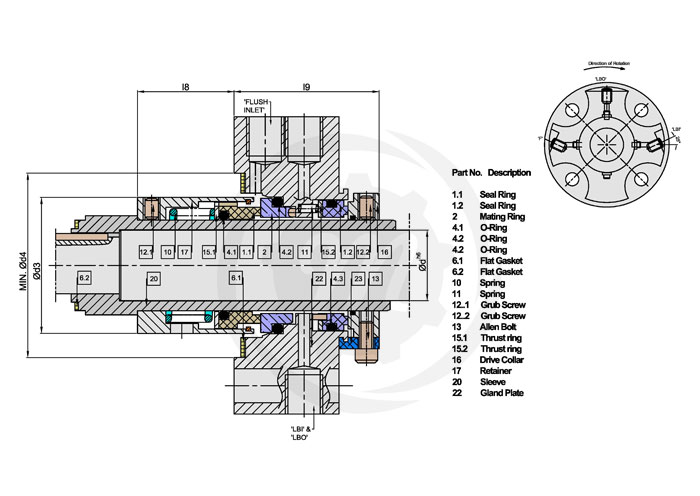 l8
l9
'FLUSH
INLET'
MIN. Ød4
Ød3
Ød h6
12.1
10
17
15.1
4.1
1.1
2
4.2
11
15.2
1.2
12.2
16
6.2
20
6.1
22
4.3
23
13
'LBI' &
'LBO'
Direction of Rotation
'LBO'
'LBI'
'F'
Part No. Description
1.1 Seal Ring
1.2 Seal Ring
2 Mating Ring
4.1 O-Ring
4.2 O-Ring
4.2 O-Ring
6.1 Flat Gasket
6.2 Flat Gasket
10 Spring
11 Spring
12..1 Grub Screw
12..2 Grub Screw
13 Allen Bolt
15.1 Thrust ring
15.2 Thrust ring
16 Drive Collar
17 Retainer
20 Sleeve
22 Gland Plate